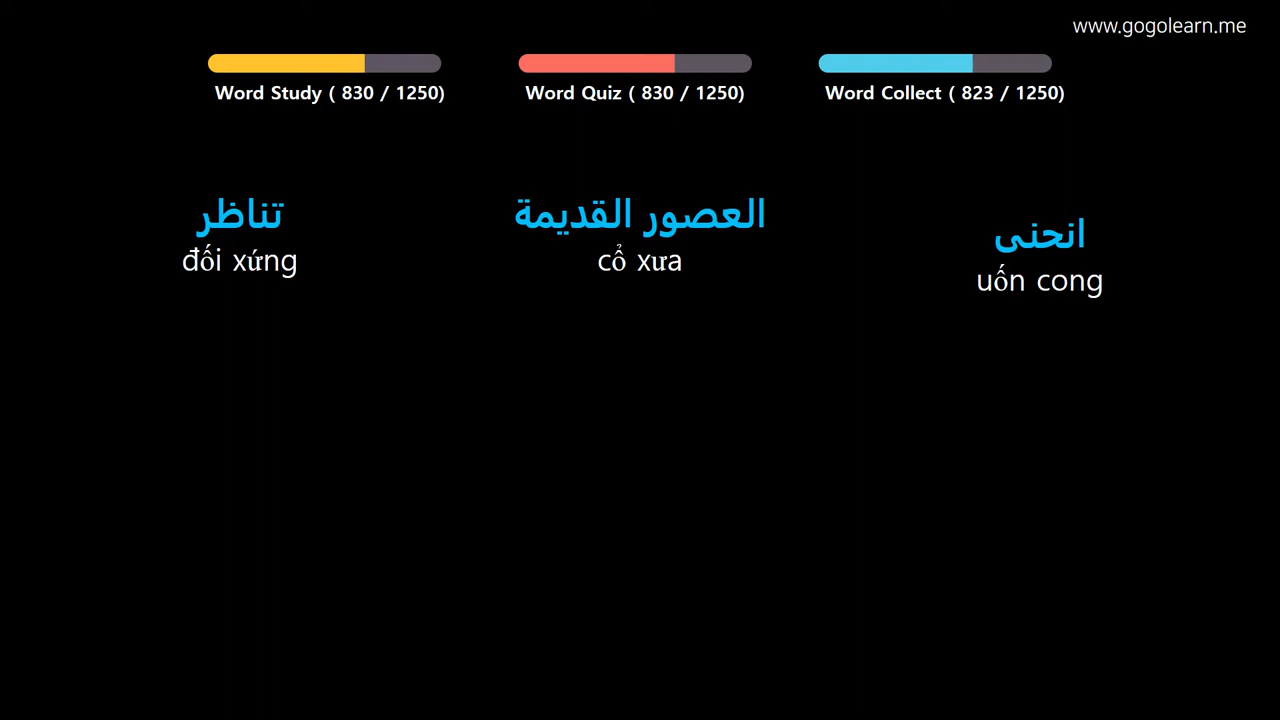 www.gogolearn.me
Word Study ( 830 / 1250)
Word Quiz ( 830 / 1250)
Word Collect ( 823 / 1250)
تناظر
đối xứng
العصور القديمة
cổ xưa
انحنى
uốn cong